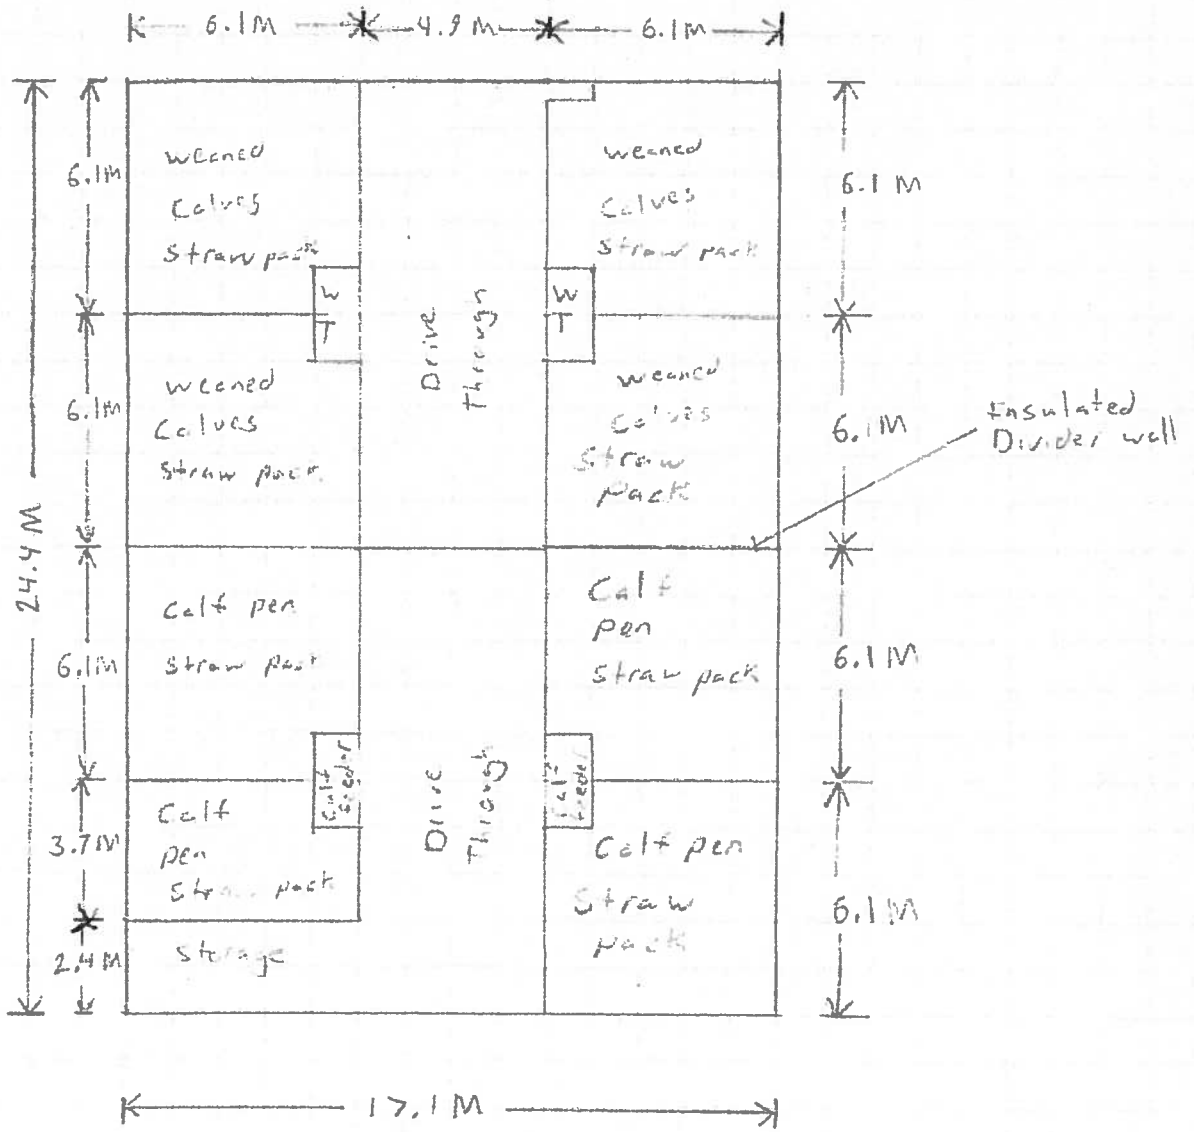 6.1M
4.9 M
6.1M
24.4 M
6.1M
6.1M
6.1M
3.7M
2.4M
weaned
Calves
Straw pack
W
T
weaned
Calves
Straw pack
Calf pen
Straw pack
Calf
Feeder
Calf
pen
Straw pack
Storage
Drive
Through
Drive
Through
weaned
Calves
Straw pack
W
T
weaned
Calves
Straw
pack
Calf
pen
Straw pack
Calf
Feeder
Calf pen
Straw
pack
6.1 M
6.1M
6.1M
6.1M
Insulated
Divider wall
17.1M